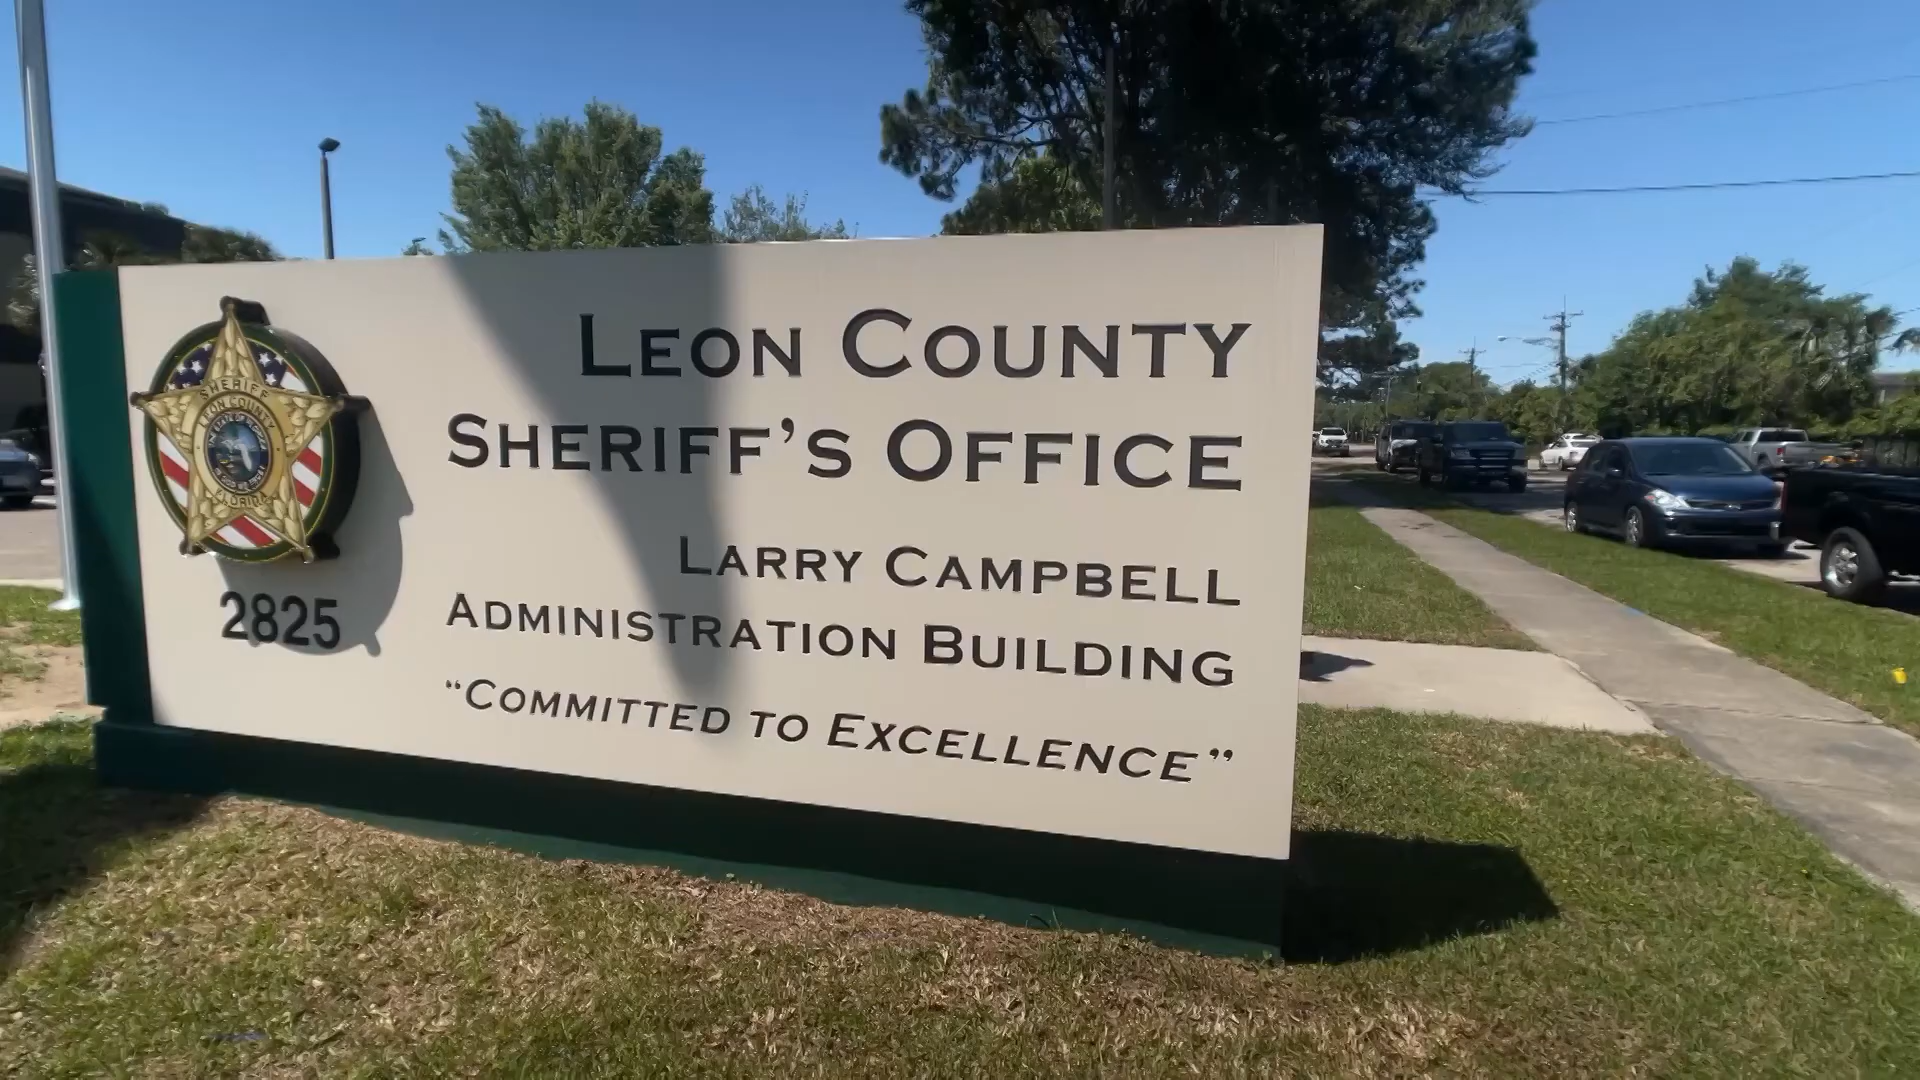 LEON COUNTY
SHERIFF'S OFFICE
LARRY CAMPBELL
ADMINISTRATION BUILDING
“COMMITTED TO EXCELLENCE”
SHERIFF
LEON COUNTY
FLORIDA
2825